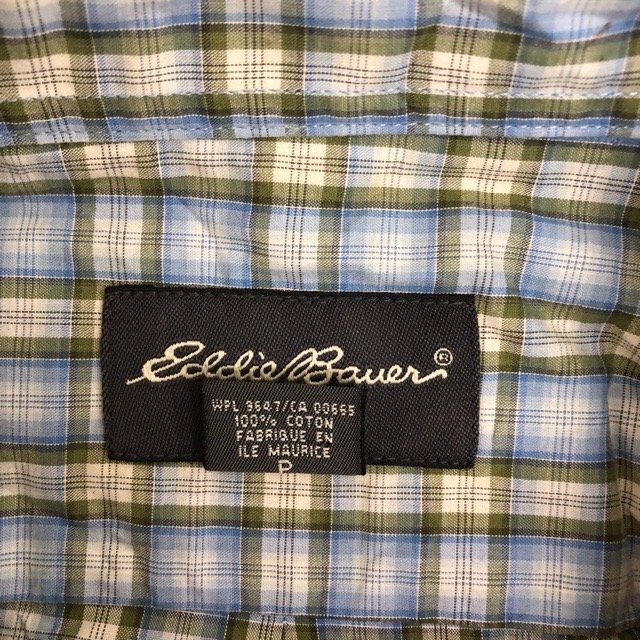 Eddie Bauer®
WPL 9647/CA 00665
100% COTON
FABRIQUE EN
ILE MAURICE
P